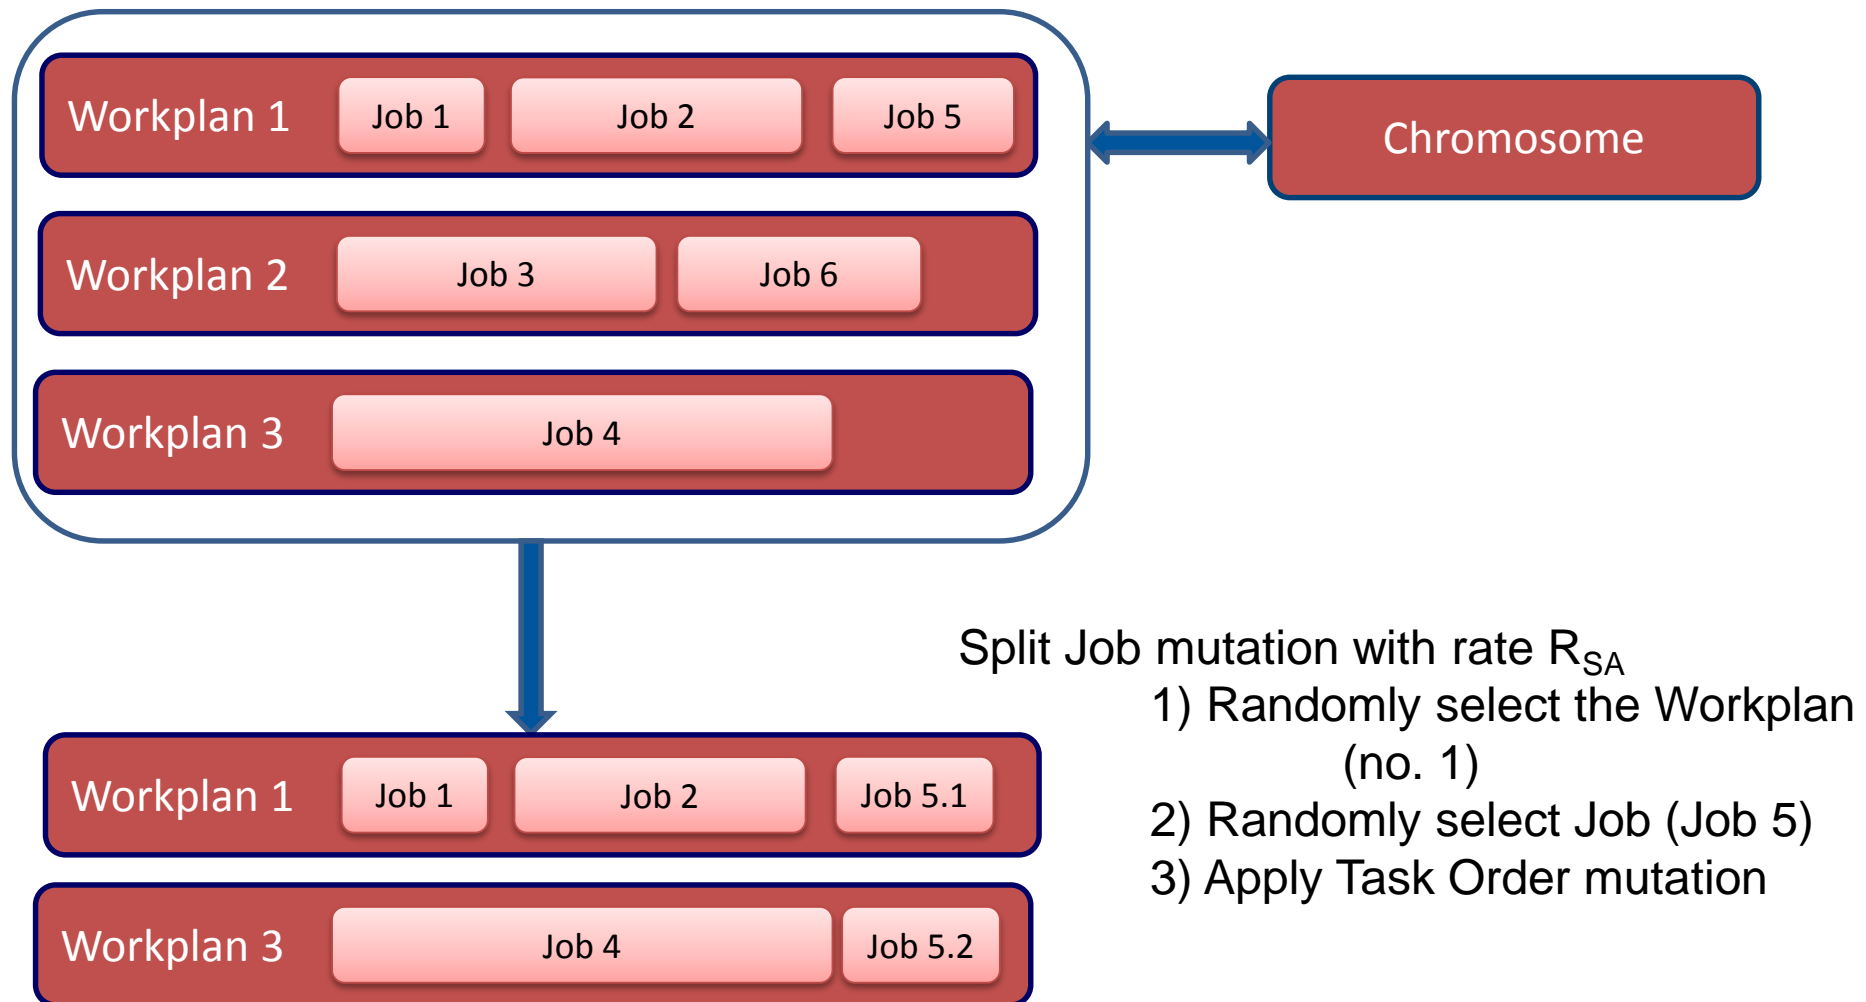 Workplan 1 Job 1 Job 2 Job 5
Chromosome
Workplan 2 Job 3 Job 6
Workplan 3 Job 4
Split Job mutation with rate R_SA
1) Randomly select the Workplan
(no. 1)
2) Randomly select Job (Job 5)
3) Apply Task Order mutation
Workplan 1 Job 1 Job 2 Job 5.1
Workplan 3 Job 4 Job 5.2